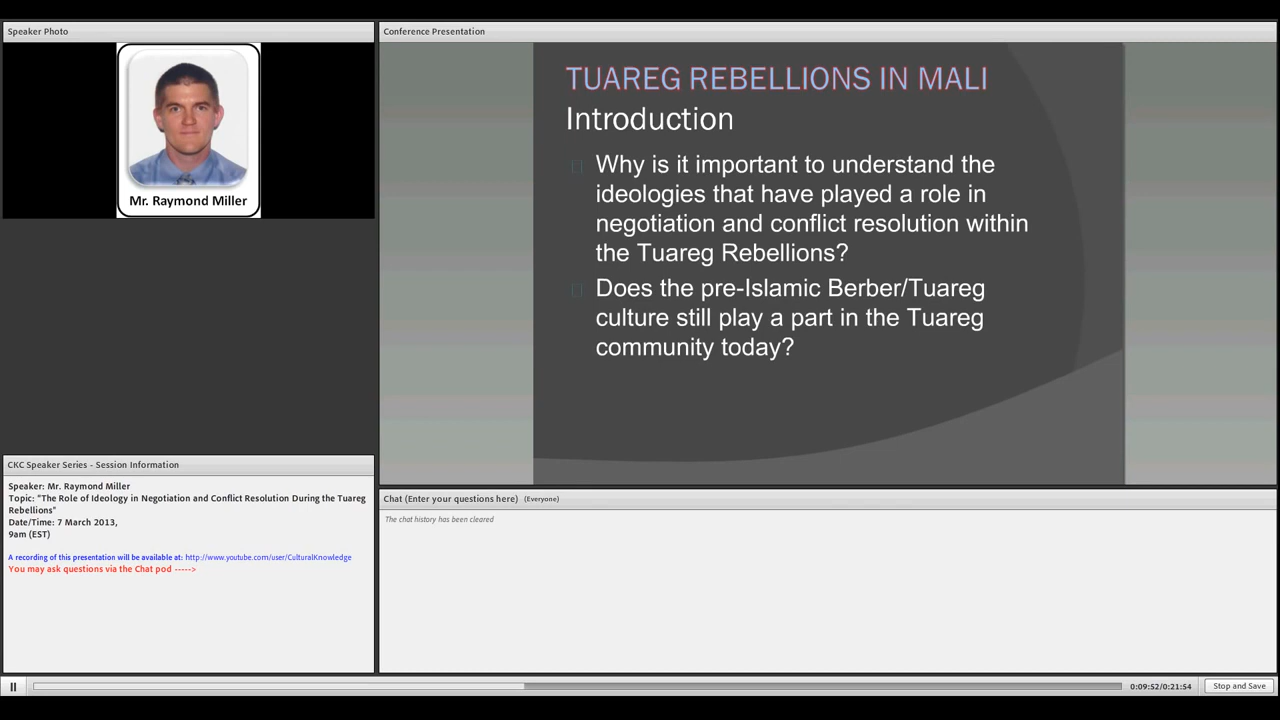 Speaker Photo
Mr. Raymond Miller
Conference Presentation
TUAREG REBELLIONS IN MALI
Introduction
Why is it important to understand the
ideologies that have played a role in
negotiation and conflict resolution within
the Tuareg Rebellions?
Does the pre-Islamic Berber/Tuareg
culture still play a part in the Tuareg
community today?
CKC Speaker Series - Session Information
Speaker: Mr. Raymond Miller
Topic: "The Role of Ideology in Negotiation and Conflict Resolution During the Tuareg
Rebellions"
Date/Time: 7 March 2013,
9am (EST)
A recording of this presentation will be available at: http://www.youtube.com/user/CulturalKnowledge
You may ask questions via the Chat pod ----->
Chat (Enter your questions here) (Everyone)
The chat history has been cleared
0:09:52/0:21:54
Stop and Save